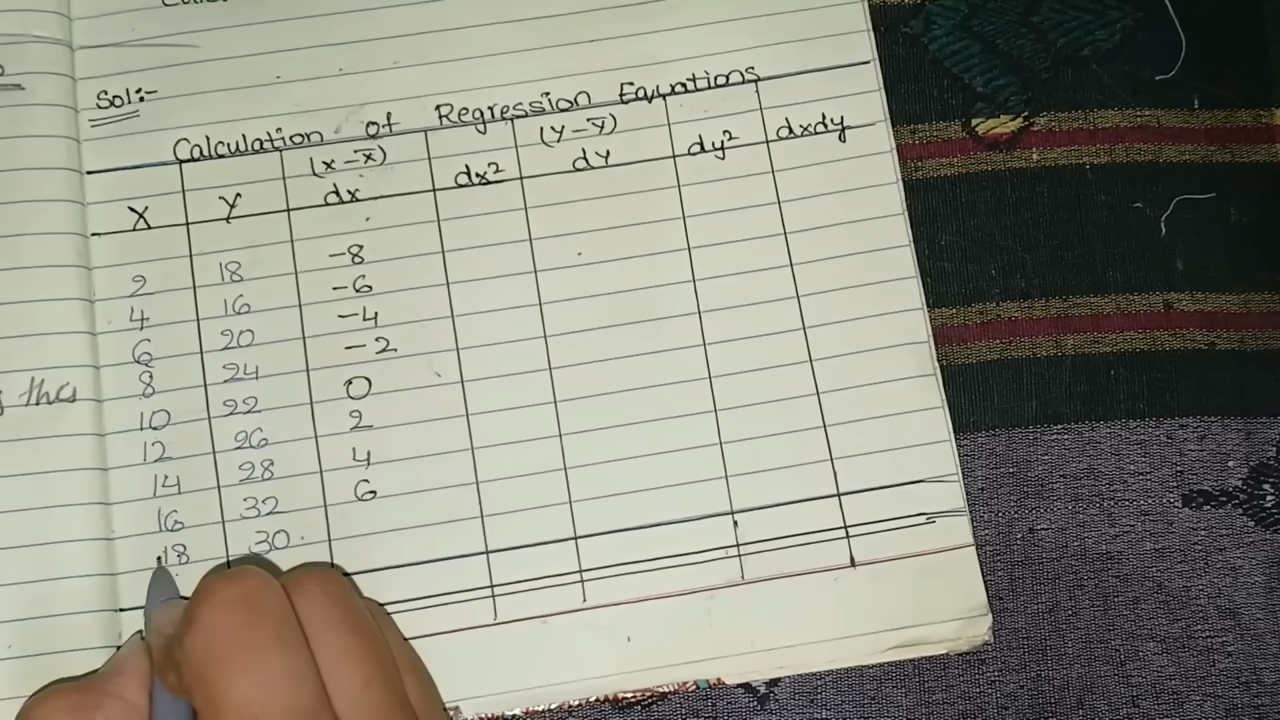 Sol:-
Calculation of Regression Equations
X Y (x-x̅) dx dx² (y-y̅) dy dy² dxdy
2 18 -8
4 16 -6
6 20 -4
8 24 -2
10 22 0
12 26 2
14 28 4
16 32 6
18 30